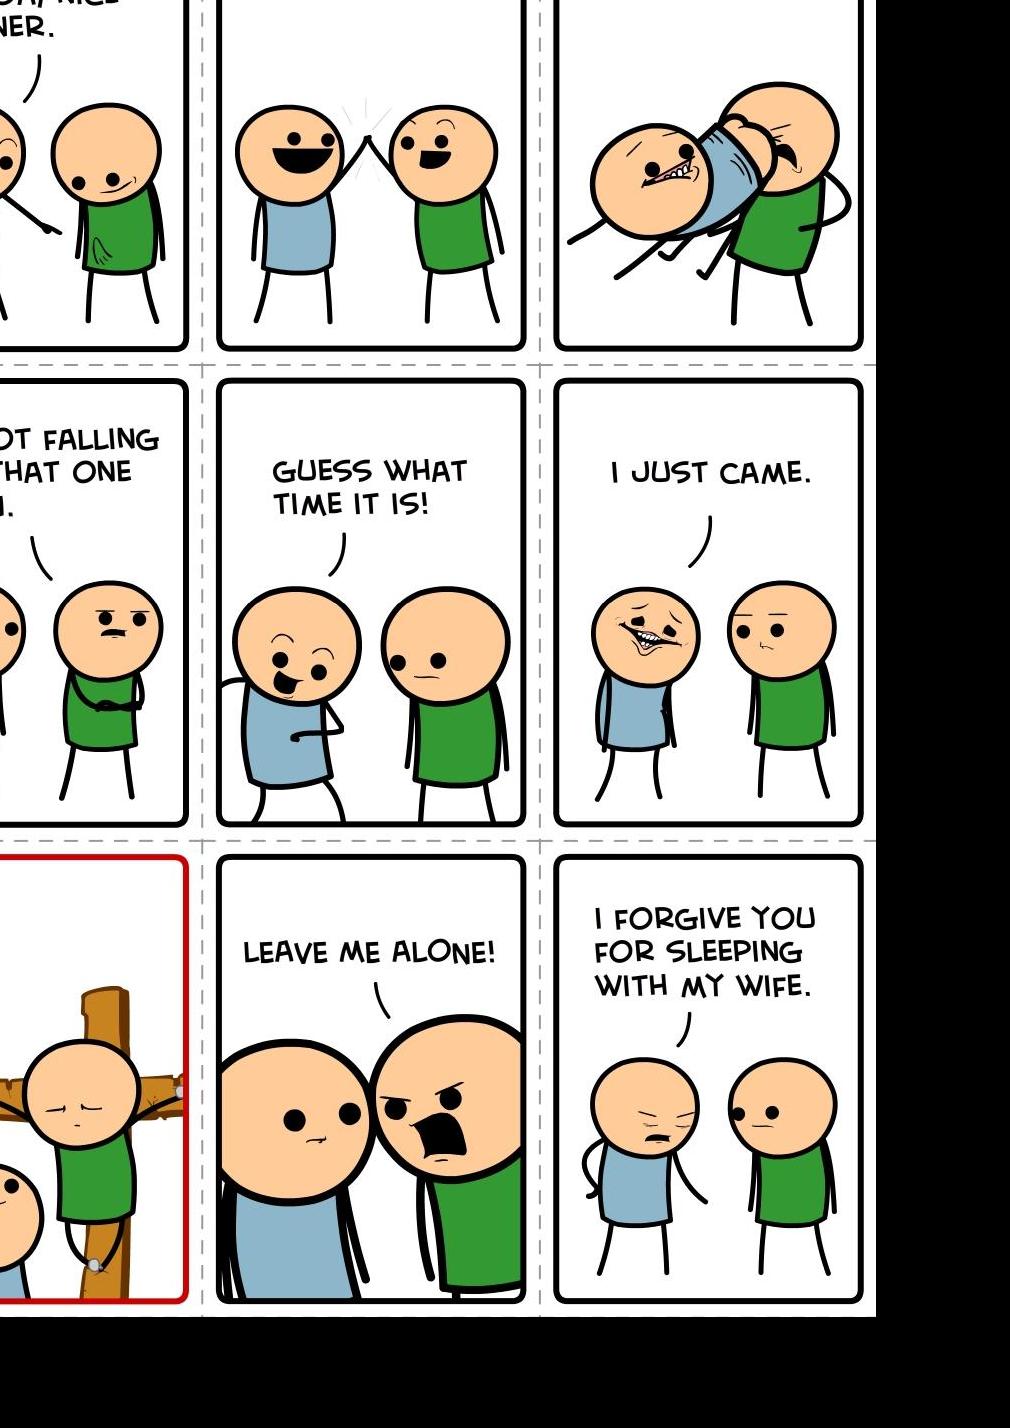 NER.
OT FALLING
THAT ONE
GUESS WHAT
TIME IT IS!
I JUST CAME.
LEAVE ME ALONE!
I FORGIVE YOU
FOR SLEEPING
WITH MY WIFE.